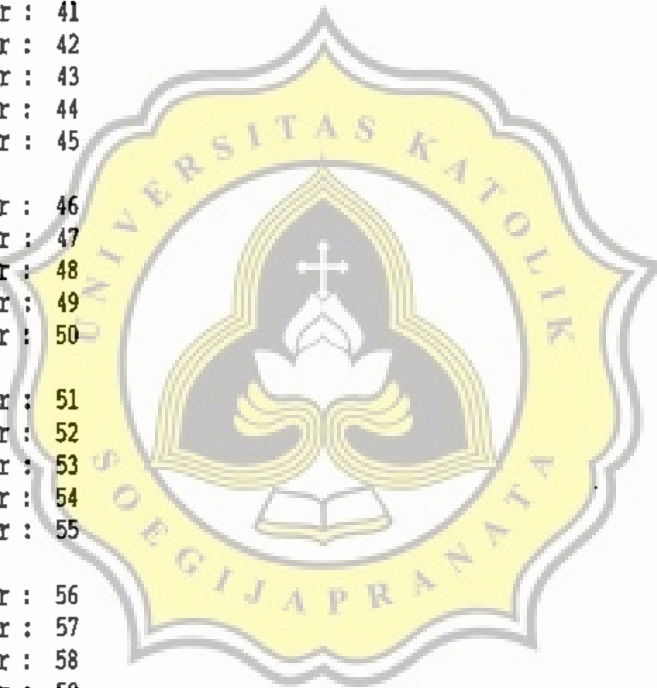 r : 41
r : 42
r : 43
r : 44
r : 45
r : 46
r : 47
r : 48
r : 49
r : 50
r : 51
r : 52
r : 53
r : 54
r : 55
r : 56
r : 57
r : 58
r : 59
UNIVERSITAS KATOLIK
SOEGIJAPRANATA